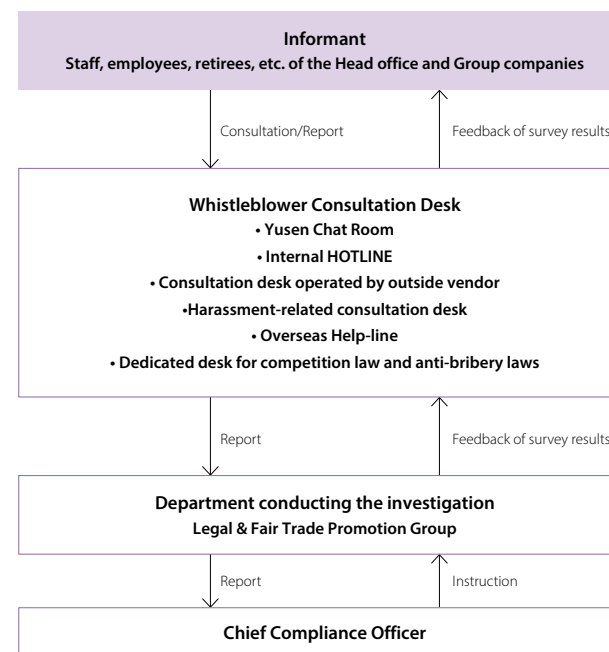 Informant
Staff, employees, retirees, etc. of the Head office and Group companies
Consultation/Report
Feedback of survey results
Whistleblower Consultation Desk
• Yusen Chat Room
• Internal HOTLINE
• Consultation desk operated by outside vendor
•Harassment-related consultation desk
• Overseas Help-line
• Dedicated desk for competition law and anti-bribery laws
Report
Feedback of survey results
Department conducting the investigation
Legal & Fair Trade Promotion Group
Report
Instruction
Chief Compliance Officer